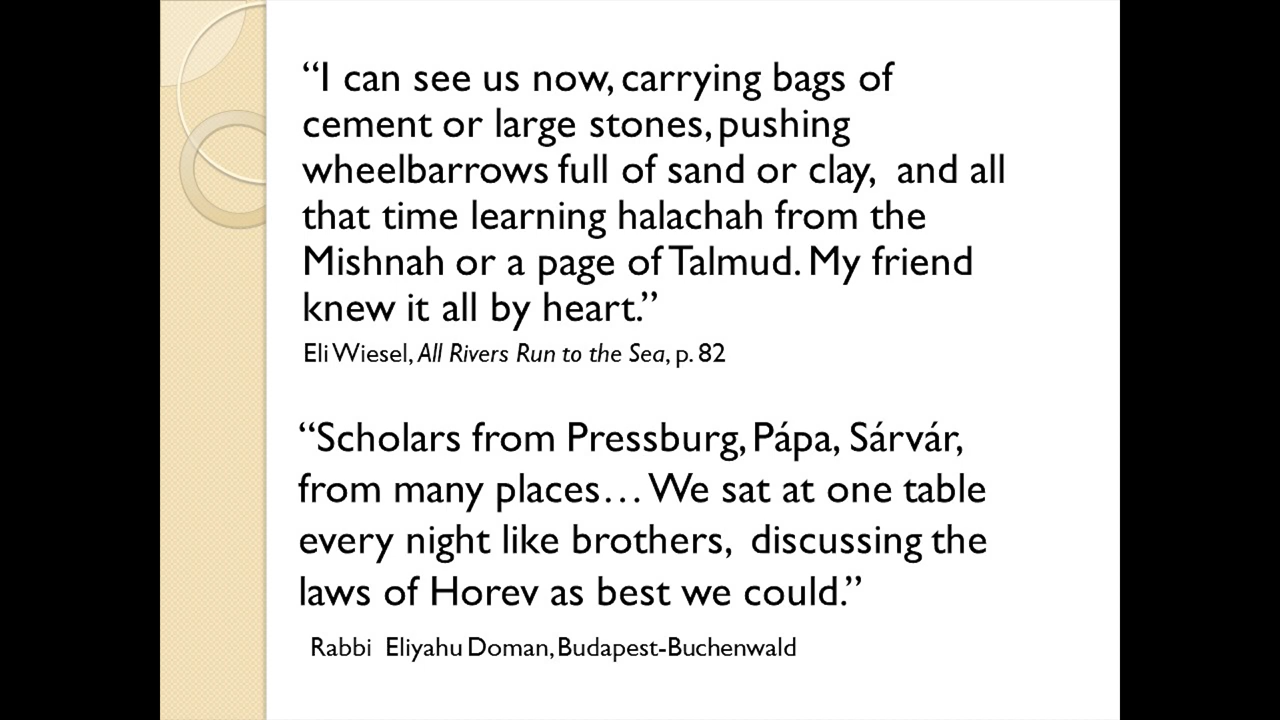 “I can see us now, carrying bags of
cement or large stones, pushing
wheelbarrows full of sand or clay, and all
that time learning halachah from the
Mishnah or a page of Talmud. My friend
knew it all by heart.”
Eli Wiesel, All Rivers Run to the Sea, p. 82
“Scholars from Pressburg, Pápa, Sárvár,
from many places… We sat at one table
every night like brothers, discussing the
laws of Horev as best we could.”
Rabbi Eliyahu Doman, Budapest-Buchenwald